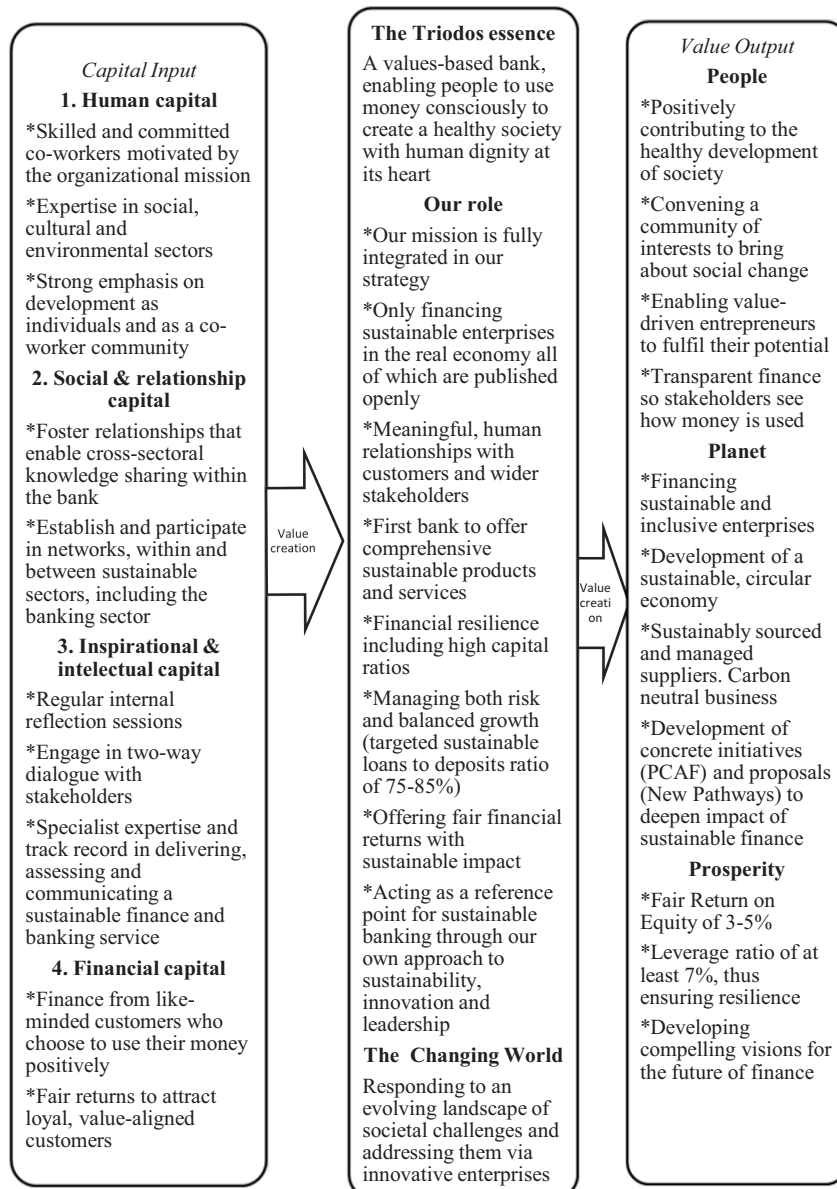 Capital Input
1. Human capital
*Skilled and committed
co-workers motivated by
the organizational mission
*Expertise in social,
cultural and
environmental sectors
*Strong emphasis on
development as
individuals and as a co-
worker community
2. Social & relationship
capital
*Foster relationships that
enable cross-sectoral
knowledge sharing within
the bank
*Establish and participate
in networks, within and
between sustainable
sectors, including the
banking sector
3. Inspirational &
intelectual capital
*Regular internal
reflection sessions
*Engage in two-way
dialogue with
stakeholders
*Specialist expertise and
track record in delivering,
assessing and
communicating a
sustainable finance and
banking service
4. Financial capital
*Finance from like-
minded customers who
choose to use their money
positively
*Fair returns to attract
loyal, value-aligned
customers
Value
creation
The Triodos essence
A values-based bank,
enabling people to use
money consciously to
create a healthy society
with human dignity at
its heart
Our role
*Our mission is fully
integrated in our
strategy
*Only financing
sustainable enterprises
in the real economy all
of which are published
openly
*Meaningful, human
relationships with
customers and wider
stakeholders
*First bank to offer
comprehensive
sustainable products
and services
*Financial resilience
including high capital
ratios
*Managing both risk
and balanced growth
(targeted sustainable
loans to deposits ratio
of 75-85%)
*Offering fair financial
returns with
sustainable impact
*Acting as a reference
point for sustainable
banking through our
own approach to
sustainability,
innovation and
leadership
The Changing World
Responding to an
evolving landscape of
societal challenges and
addressing them via
innovative enterprises
Value
creati
on
Value Output
People
*Positively
contributing to the
healthy development
of society
*Convening a
community of
interests to bring
about social change
*Enabling value-
driven entrepreneurs
to fulfil their potential
*Transparent finance
so stakeholders see
how money is used
Planet
*Financing
sustainable and
inclusive enterprises
*Development of a
sustainable, circular
economy
*Sustainably sourced
and managed
suppliers. Carbon
neutral business
*Development of
concrete initiatives
(PCAF) and proposals
(New Pathways) to
deepen impact of
sustainable finance
Prosperity
*Fair Return on
Equity of 3-5%
*Leverage ratio of at
least 7%, thus
ensuring resilience
*Developing
compelling visions for
the future of finance